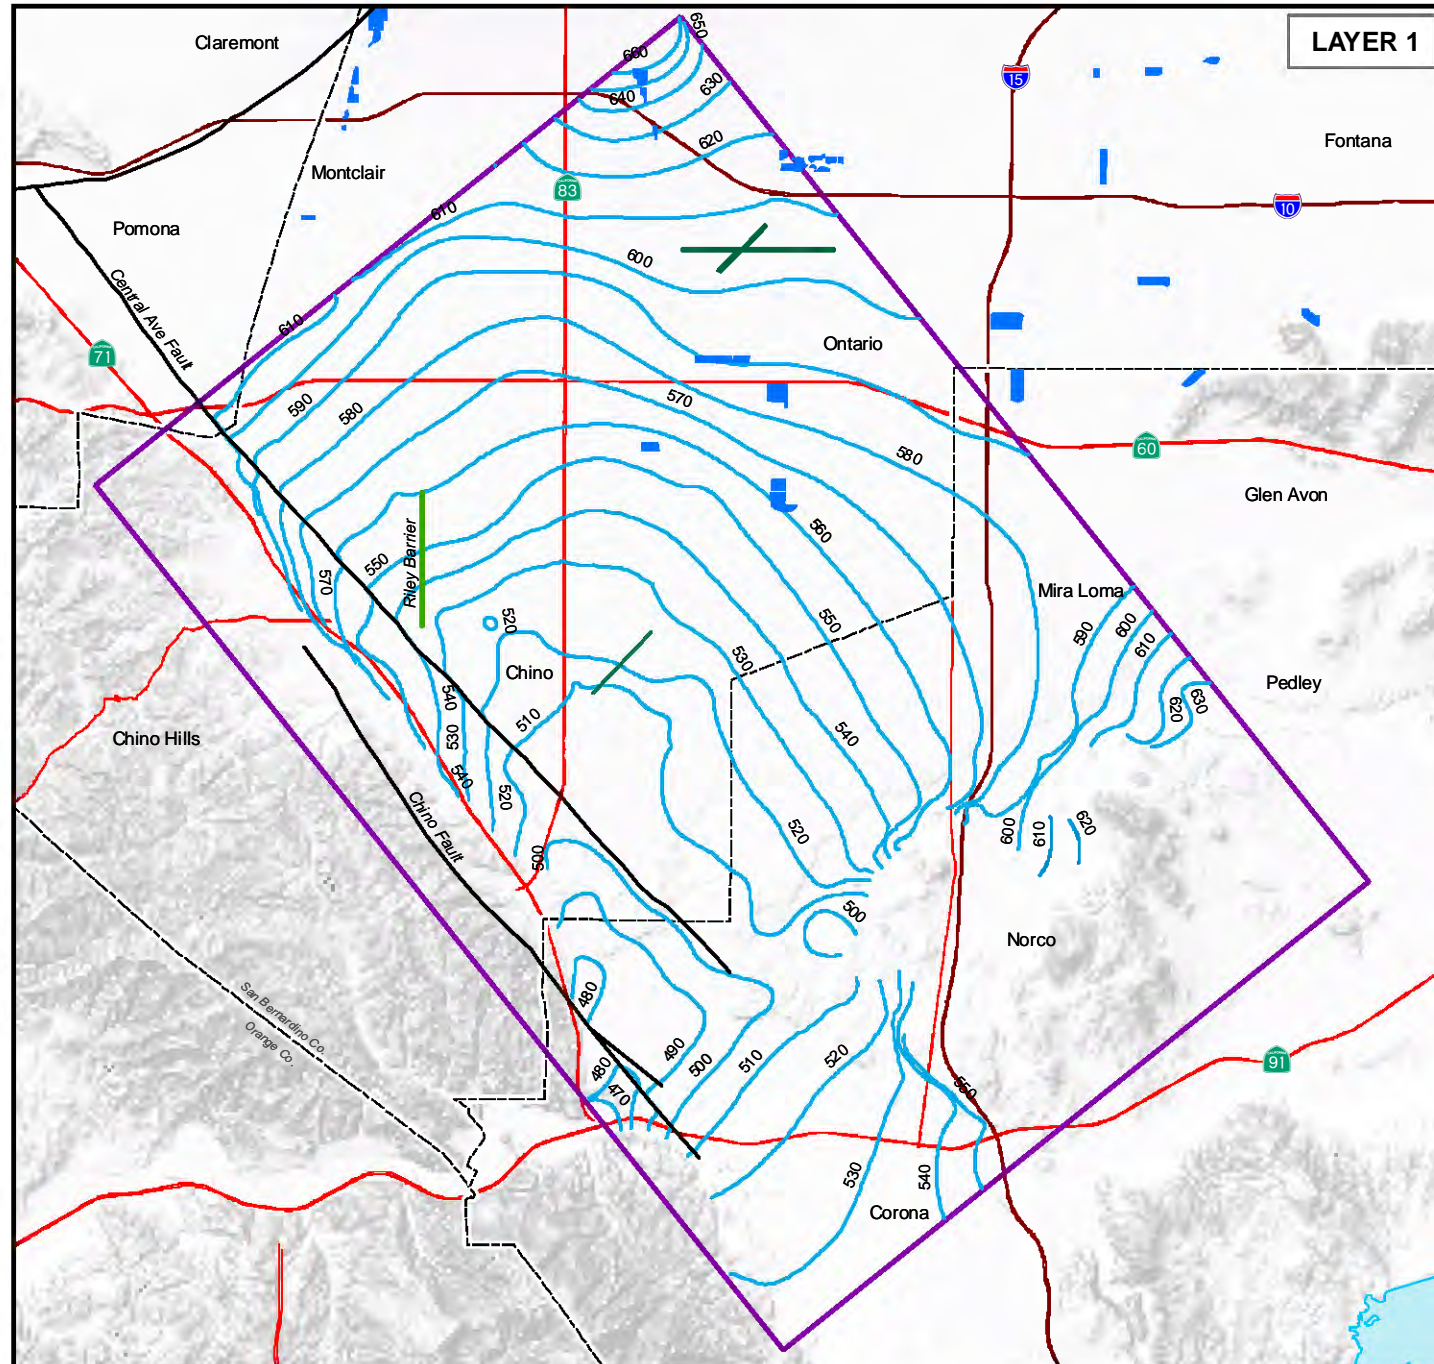 LAYER 1
Claremont
650
660
15
630
640
Fontana
620
Montclair
83
610
10
Pomona
600
Central Ave Fault
610
Ontario
71
590
580
570
60
580
Glen Avon
560
Riley Barrier
550
570
Mira Loma
590
600
610
520
550
530
Chino
Pedley
540
510
620
630
Chino Hills
530
540
540
520
Chino Fault
520
600
610
620
500
500
Norco
480
San Bernardino Co.
Orange Co.
490
500
510
520
480
470
550
91
530
540
Corona